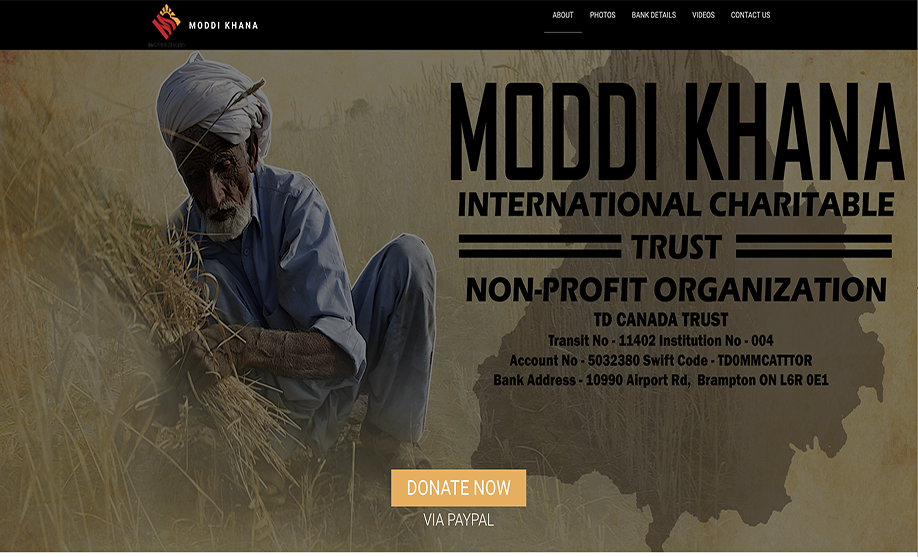 MODDI KHANA
ABOUT PHOTOS BANK DETAILS VIDEOS CONTACT US
MODDI KHANA
INTERNATIONAL CHARITABLE
TRUST
NON-PROFIT ORGANIZATION
TD CANADA TRUST
Transit No - 11402 Institution No - 004
Account No - 5032380 Swift Code - TDOMMCATTTOR
Bank Address - 10990 Airport Rd, Brampton ON L6R 0E1
DONATE NOW
VIA PAYPAL